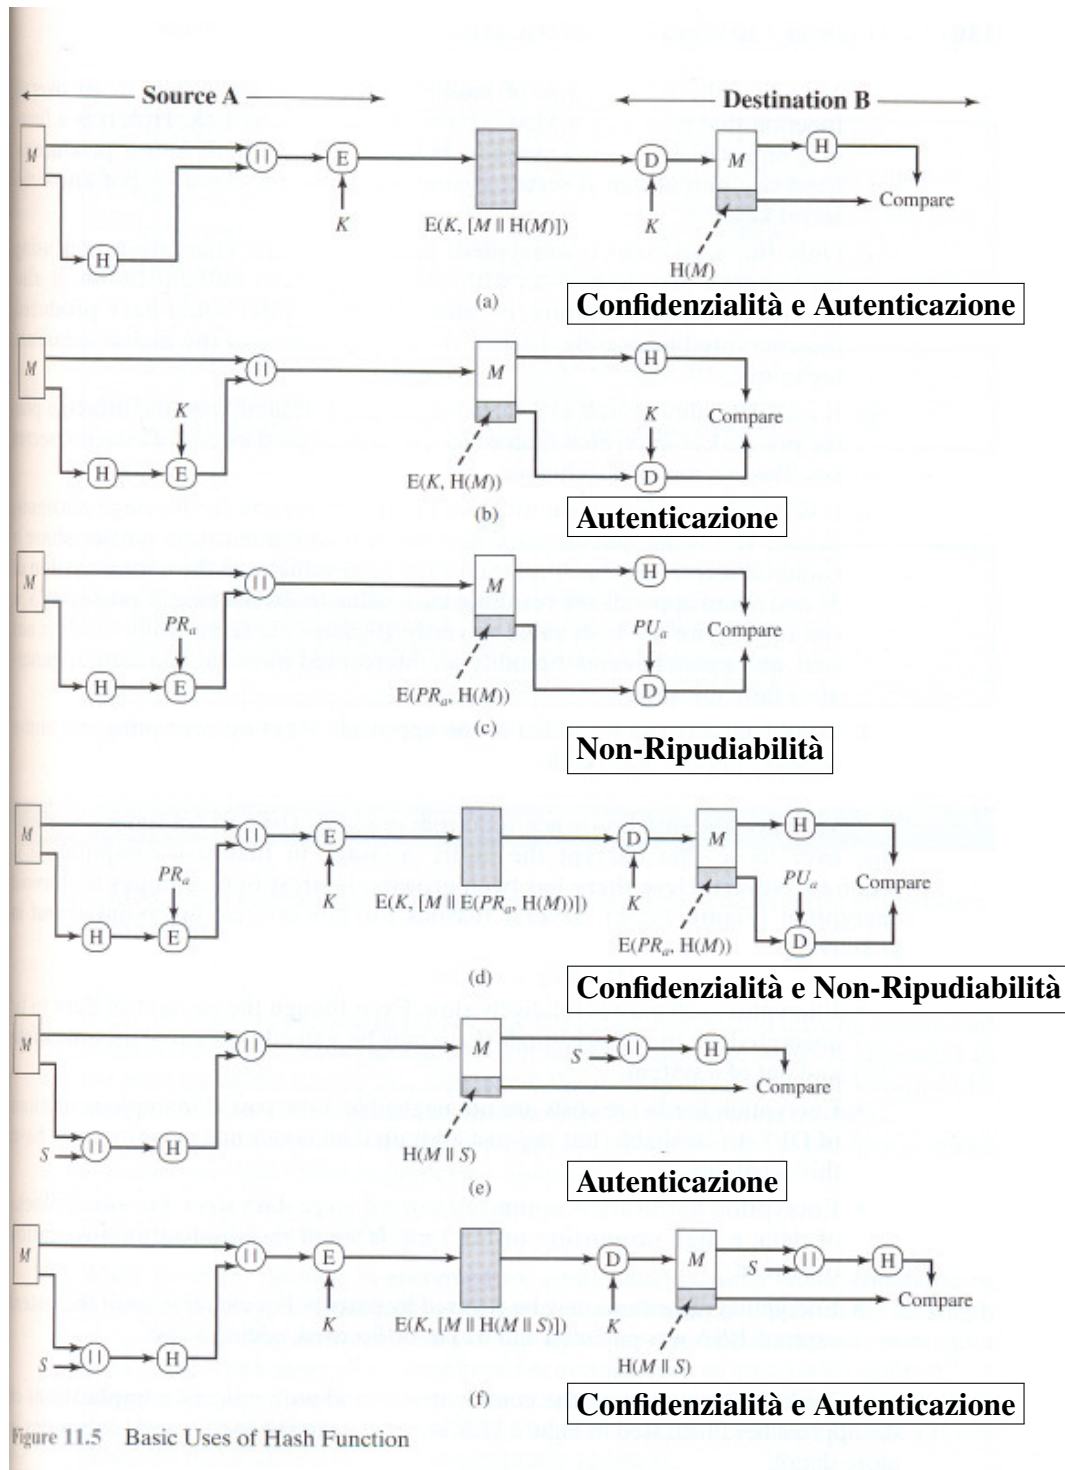 Source A
Destination B
M
||
E
D
M
H
K
K
Compare
H
E(K, [M || H(M)])
H(M)
(a)
Confidenzialità e Autenticazione
M
||
M
H
K
K
Compare
H
E
D
E(K, H(M))
(b)
Autenticazione
M
||
M
H
PRa
PUa
Compare
H
E
D
E(PRa, H(M))
(c)
Non-Ripudiabilità
M
||
E
D
M
H
PRa
K
E(K, [M || E(PRa, H(M))])
K
PUa
Compare
H
E
E(PRa, H(M))
D
(d)
Confidenzialità e Non-Ripudiabilità
M
||
M
S
||
H
Compare
S
||
H
H(M || S)
(e)
Autenticazione
M
||
E
D
M
S
||
H
K
E(K, [M || H(M || S)])
K
Compare
S
||
H
H(M || S)
(f)
Confidenzialità e Autenticazione
Figure 11.5 Basic Uses of Hash Function